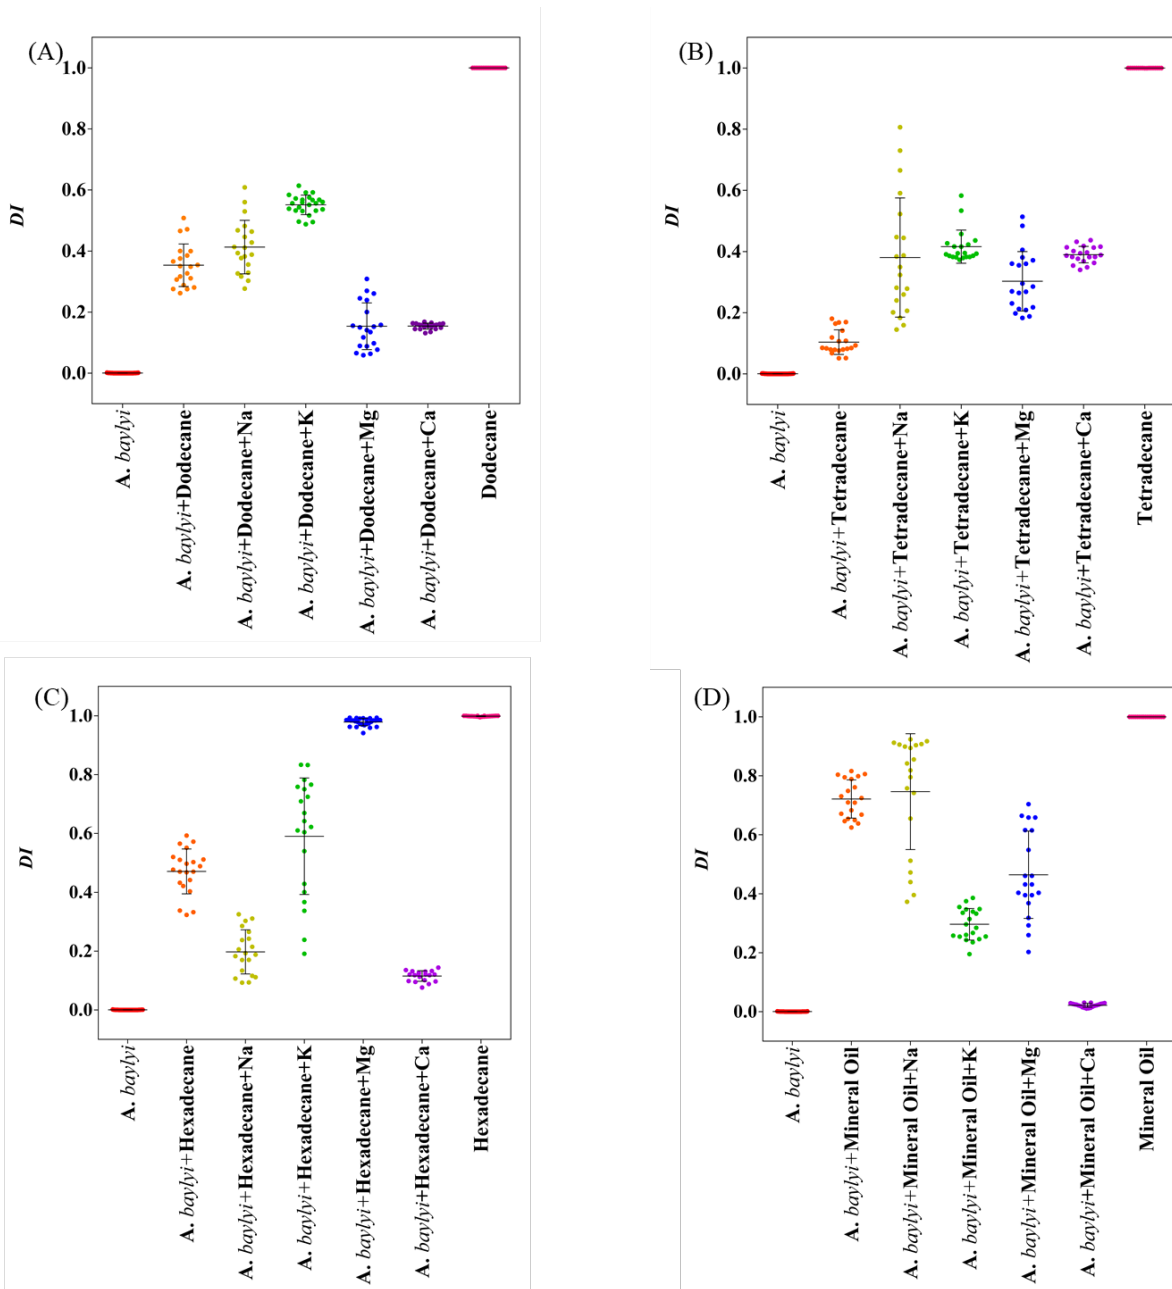 (A)
1.0
0.8
0.6
0.4
0.2
0.0
DI
A. baylyi
A. baylyi+Dodecane
A. baylyi+Dodecane+Na
A. baylyi+Dodecane+K
A. baylyi+Dodecane+Mg
A. baylyi+Dodecane+Ca
Dodecane
(B)
1.0
0.8
0.6
0.4
0.2
0.0
DI
A. baylyi
A. baylyi+Tetradecane
A. baylyi+Tetradecane+Na
A. baylyi+Tetradecane+K
A. baylyi+Tetradecane+Mg
A. baylyi+Tetradecane+Ca
Tetradecane
(C)
1.0
0.8
0.6
0.4
0.2
0.0
DI
A. baylyi
A. baylyi+Hexadecane
A. baylyi+Hexadecane+Na
A. baylyi+Hexadecane+K
A. baylyi+Hexadecane+Mg
A. baylyi+Hexadecane+Ca
Hexadecane
(D)
1.0
0.8
0.6
0.4
0.2
0.0
DI
A. baylyi
A. baylyi+Mineral Oil
A. baylyi+Mineral Oil+Na
A. baylyi+Mineral Oil+K
A. baylyi+Mineral Oil+Mg
A. baylyi+Mineral Oil+Ca
Mineral Oil